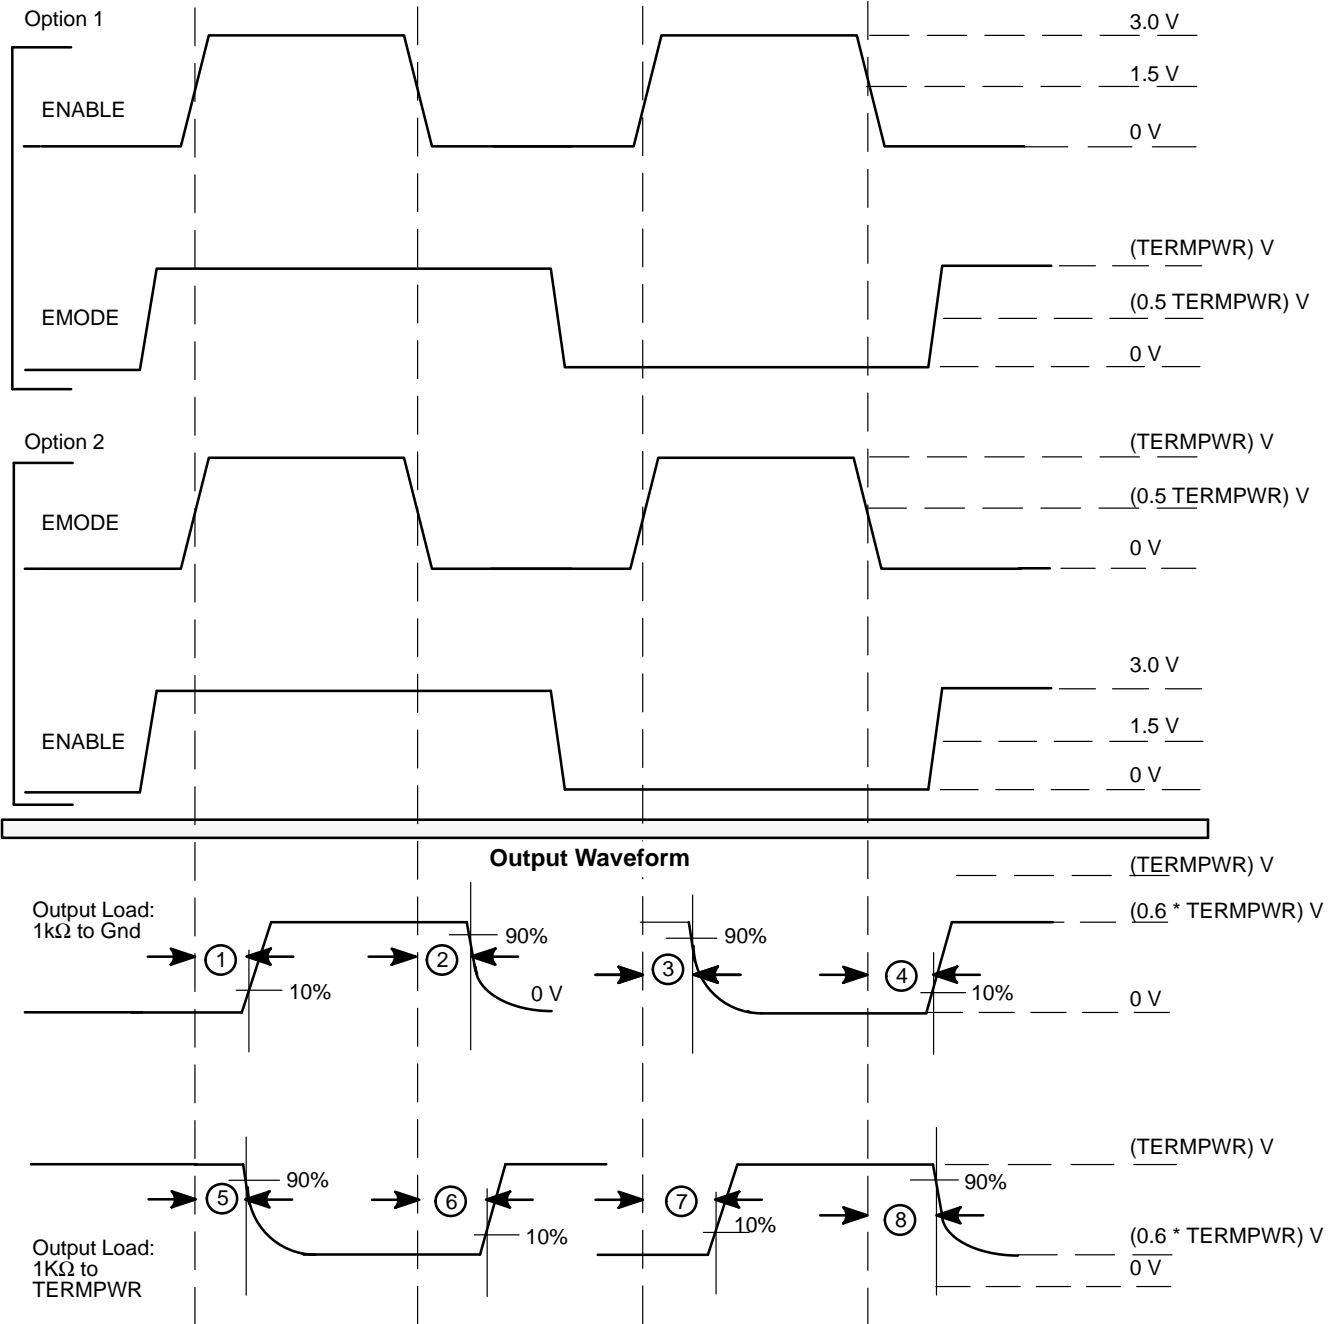 Option 1
3.0 V
1.5 V
ENABLE
0 V
(TERMPWR) V
(0.5 TERMPWR) V
EMODE
0 V
Option 2
(TERMPWR) V
(0.5 TERMPWR) V
EMODE
0 V
3.0 V
1.5 V
ENABLE
0 V
Output Waveform
(TERMPWR) V
Output Load:
1kΩ to Gnd
(0.6 * TERMPWR) V
90%
90%
1
2
3
4
10%
0 V
10%
0 V
(TERMPWR) V
90%
90%
5
6
7
8
10%
10%
Output Load:
1KΩ to
TERMPWR
(0.6 * TERMPWR) V
0 V